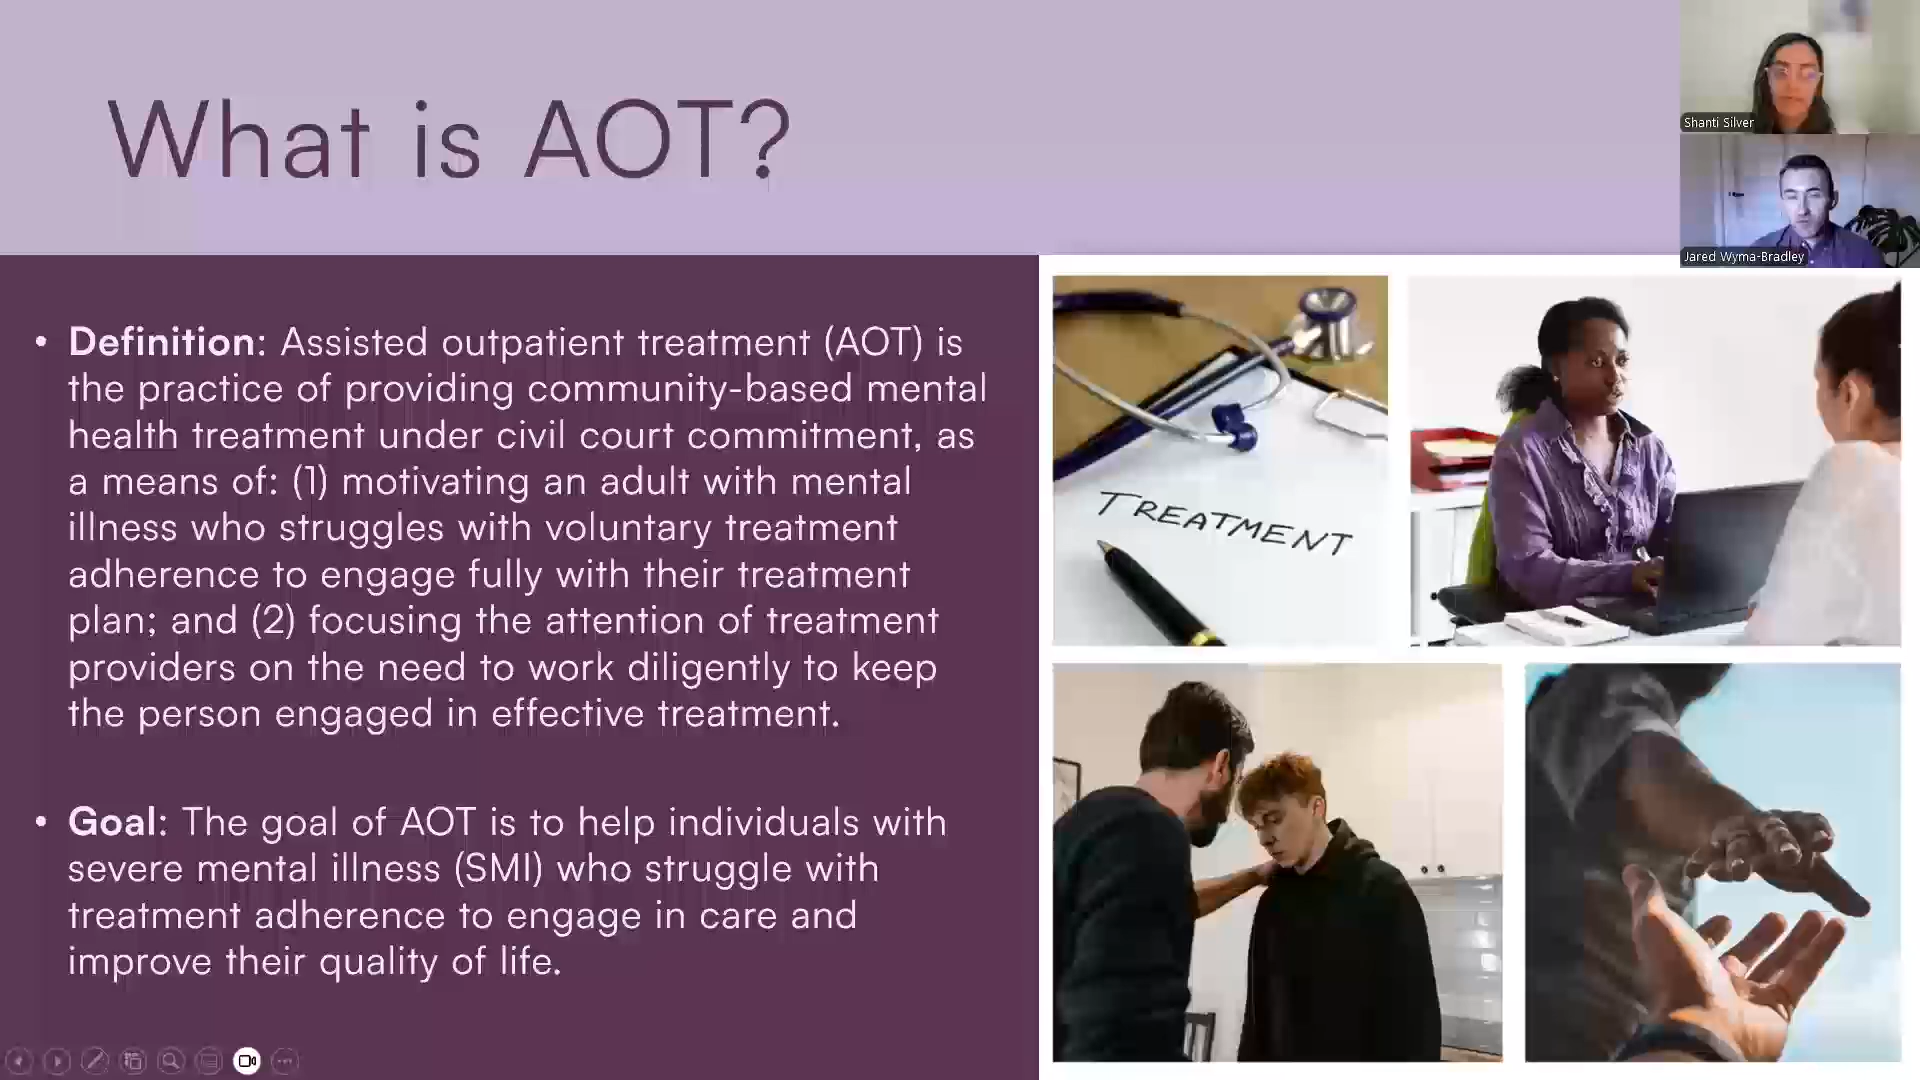 What is AOT?
Shanti Silver
Jared Wyma-Bradley
• Definition: Assisted outpatient treatment (AOT) is
the practice of providing community-based mental
health treatment under civil court commitment, as
a means of: (1) motivating an adult with mental
illness who struggles with voluntary treatment
adherence to engage fully with their treatment
plan; and (2) focusing the attention of treatment
providers on the need to work diligently to keep
the person engaged in effective treatment.
• Goal: The goal of AOT is to help individuals with
severe mental illness (SMI) who struggle with
treatment adherence to engage in care and
improve their quality of life.
TREATMENT